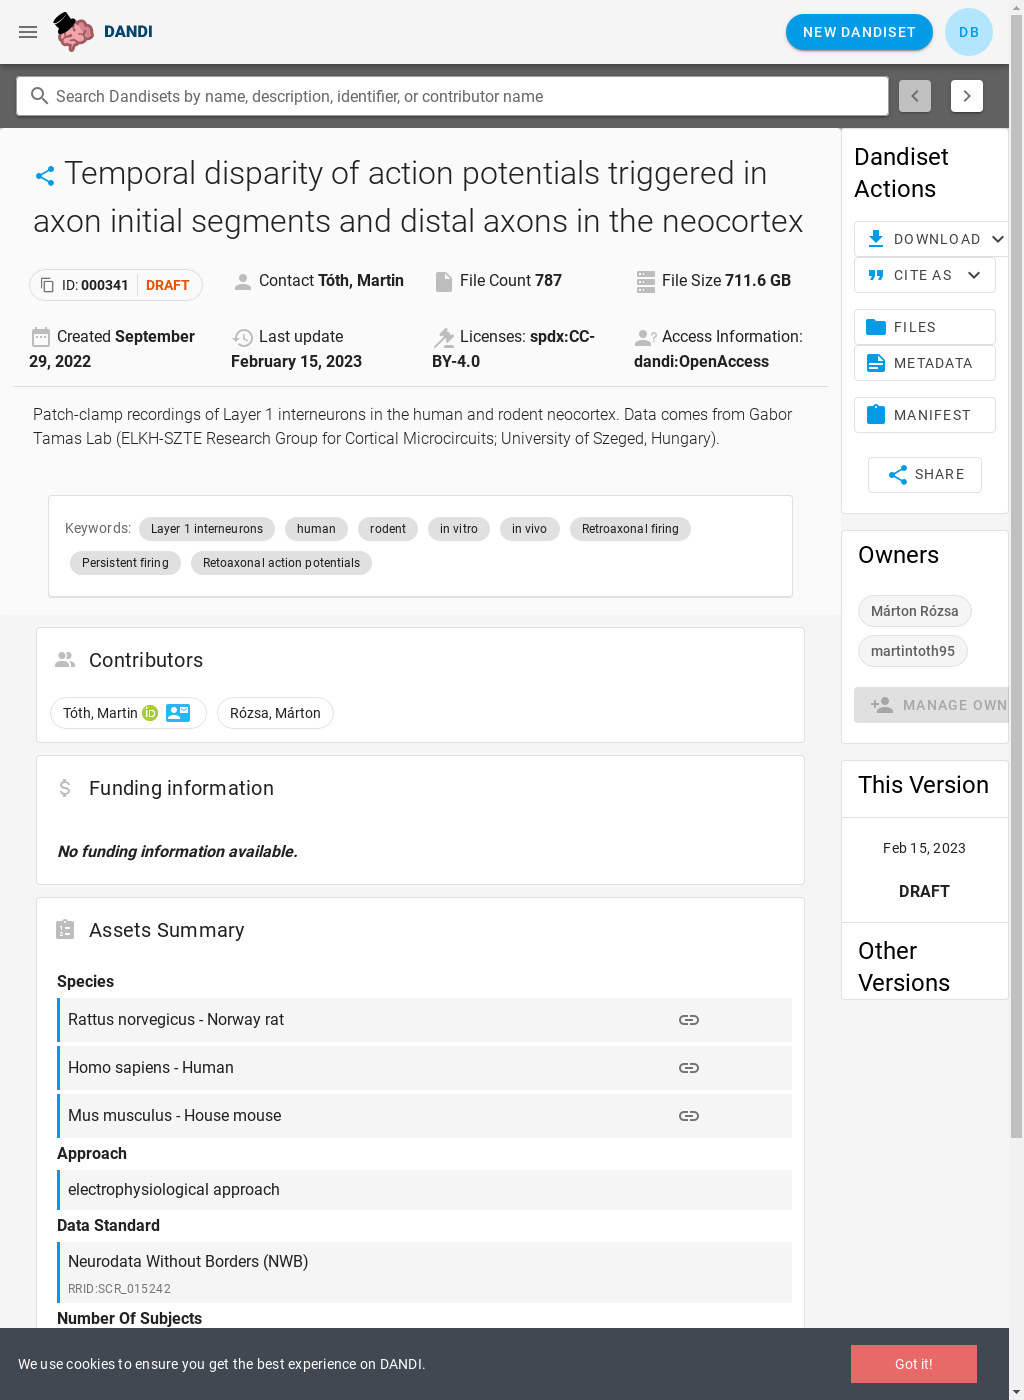 DANDI
NEW DANDISET
DB
Search Dandisets by name, description, identifier, or contributor name
Temporal disparity of action potentials triggered in
axon initial segments and distal axons in the neocortex
ID: 000341 DRAFT
Contact Tóth, Martin
File Count 787
File Size 711.6 GB
Created September
29, 2022
Last update
February 15, 2023
Licenses: spdx:CC-
BY-4.0
Access Information:
dandi:OpenAccess
Patch-clamp recordings of Layer 1 interneurons in the human and rodent neocortex. Data comes from Gabor
Tamas Lab (ELKH-SZTE Research Group for Cortical Microcircuits; University of Szeged, Hungary).
Keywords: Layer 1 interneurons human rodent in vitro in vivo Retroaxonal firing
Persistent firing Retoaxonal action potentials
Contributors
Tóth, Martin iD Rózsa, Márton
Funding information
No funding information available.
Assets Summary
Species
Rattus norvegicus - Norway rat
Homo sapiens - Human
Mus musculus - House mouse
Approach
electrophysiological approach
Data Standard
Neurodata Without Borders (NWB)
RRID:SCR_015242
Number Of Subjects
Dandiset
Actions
DOWNLOAD
CITE AS
FILES
METADATA
MANIFEST
SHARE
Owners
Márton Rózsa
martintoth95
MANAGE OWN
This Version
Feb 15, 2023
DRAFT
Other
Versions
We use cookies to ensure you get the best experience on DANDI.
Got it!